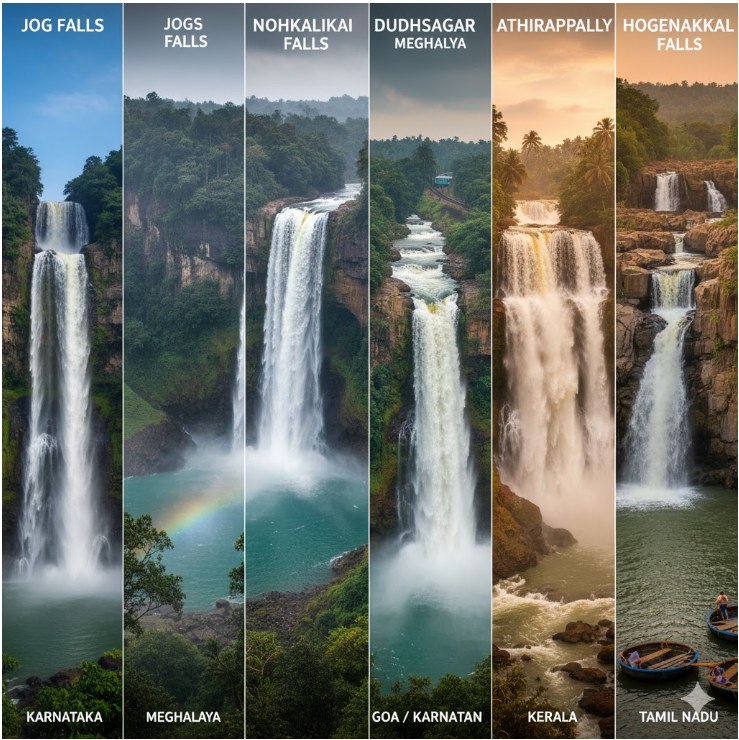 JOG FALLS
JOGS
FALLS
NOHKALIKAI
FALLS
DUDHSAGAR
MEGHALYA
ATHIRAPPALLY
HOGENAKKAL
FALLS
KARNATAKA
MEGHALAYA
GOA / KARNATAN
KERALA
TAMIL NADU